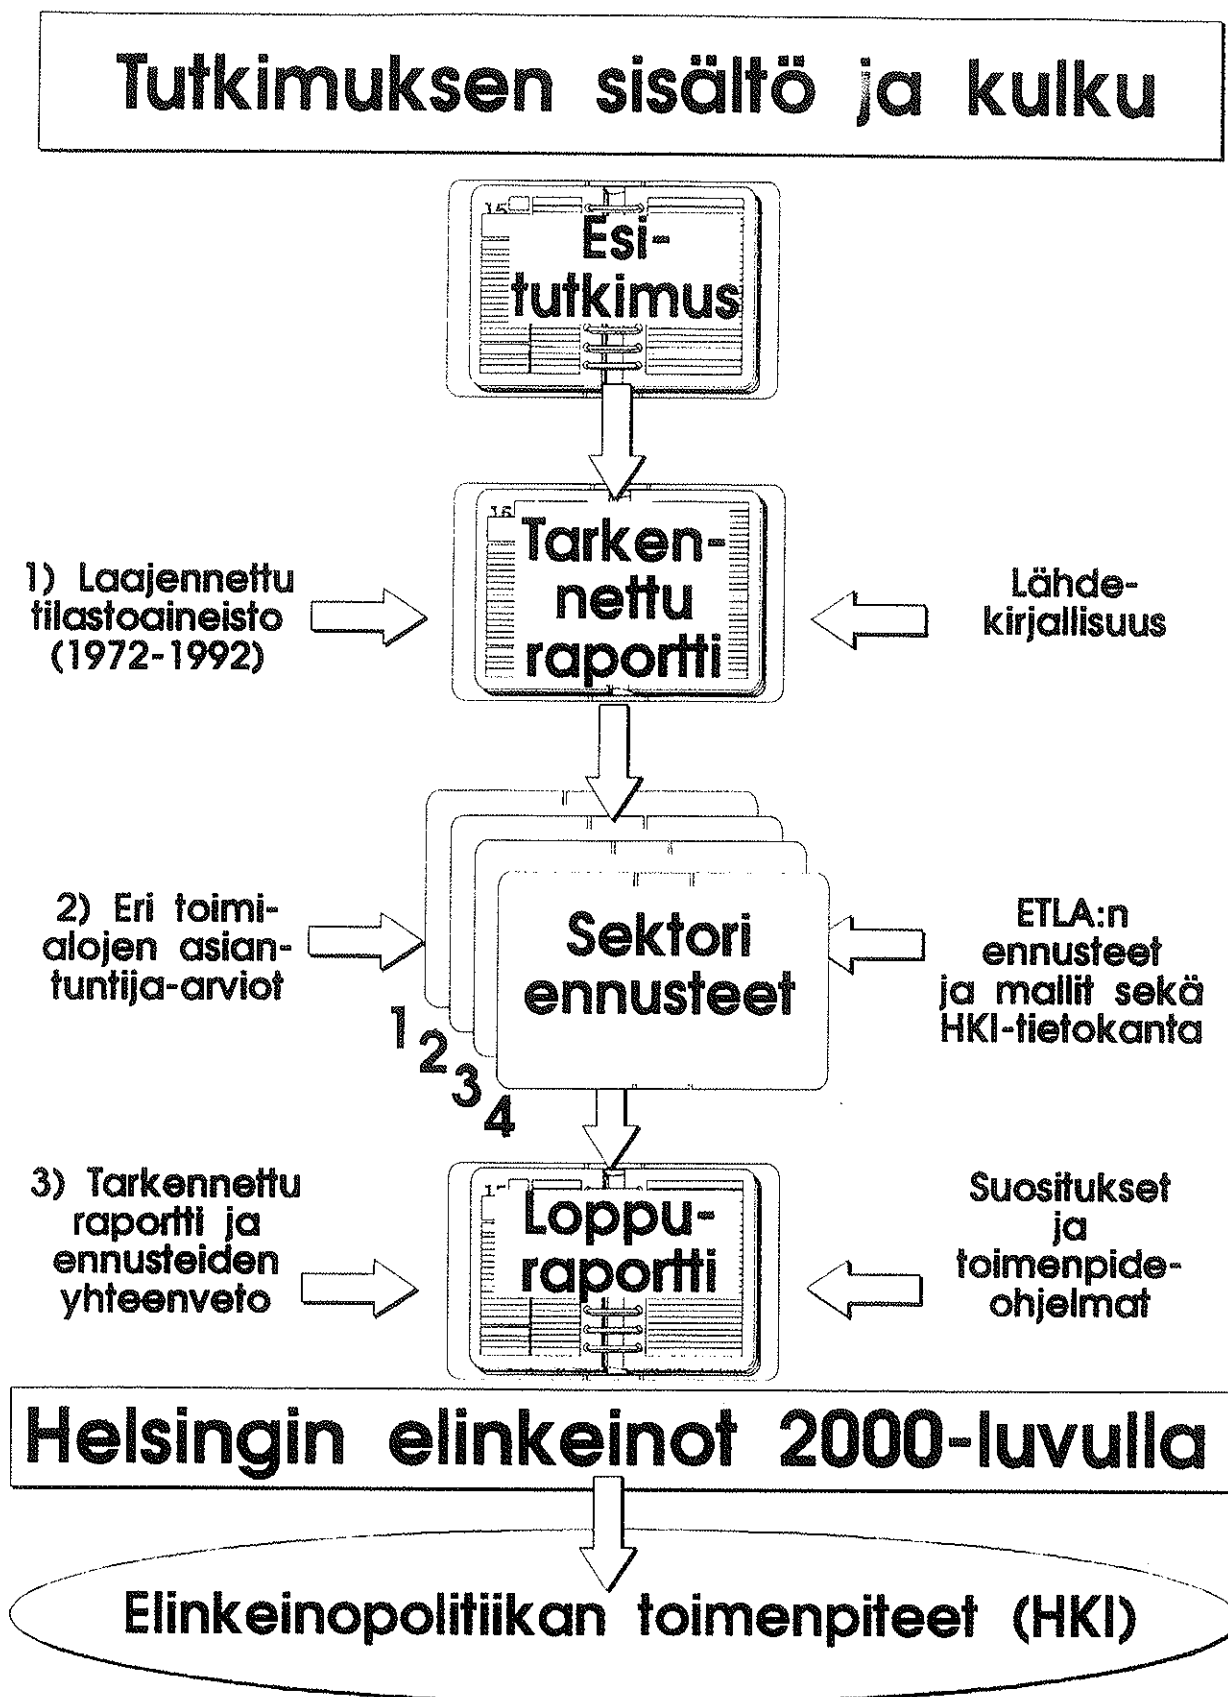 Tutkimuksen sisältö ja kulku
15
Esi-
tutkimus
16
Tarken-
nettu
raportti
1) Laajennettu
tilastoaineisto
(1972-1992)
Lähde-
kirjallisuus
2) Eri toimi-
alojen asian-
tuntija-arviot
Sektori
ennusteet
1
2
3
4
ETLA:n
ennusteet
ja mallit sekä
HKI-tietokanta
3) Tarkennettu
raportti ja
ennusteiden
yhteenveto
Loppu-
raportti
Suositukset
ja
toimenpide-
ohjelmat
Helsingin elinkeinot 2000-luvulla
Elinkeinopolitiikan toimenpiteet (HKI)